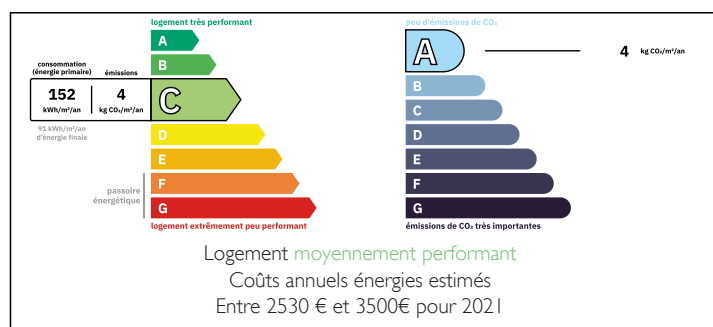 logement très performant
A
B
consommation
(énergie primaire)
émissions
152
kWh/m²/an
4
kg CO₂/m²/an
C
91 kWh/m²/an
d'énergie finale
D
E
passoire
énergétique
F
G
logement extrêmement peu performant
peu d'émissions de CO₂
A
4 kg CO₂/m²/an
B
C
D
E
F
G
émissions de CO₂ très importantes
Logement moyennement performant
Coûts annuels énergies estimés
Entre 2530 € et 3500€ pour 2021